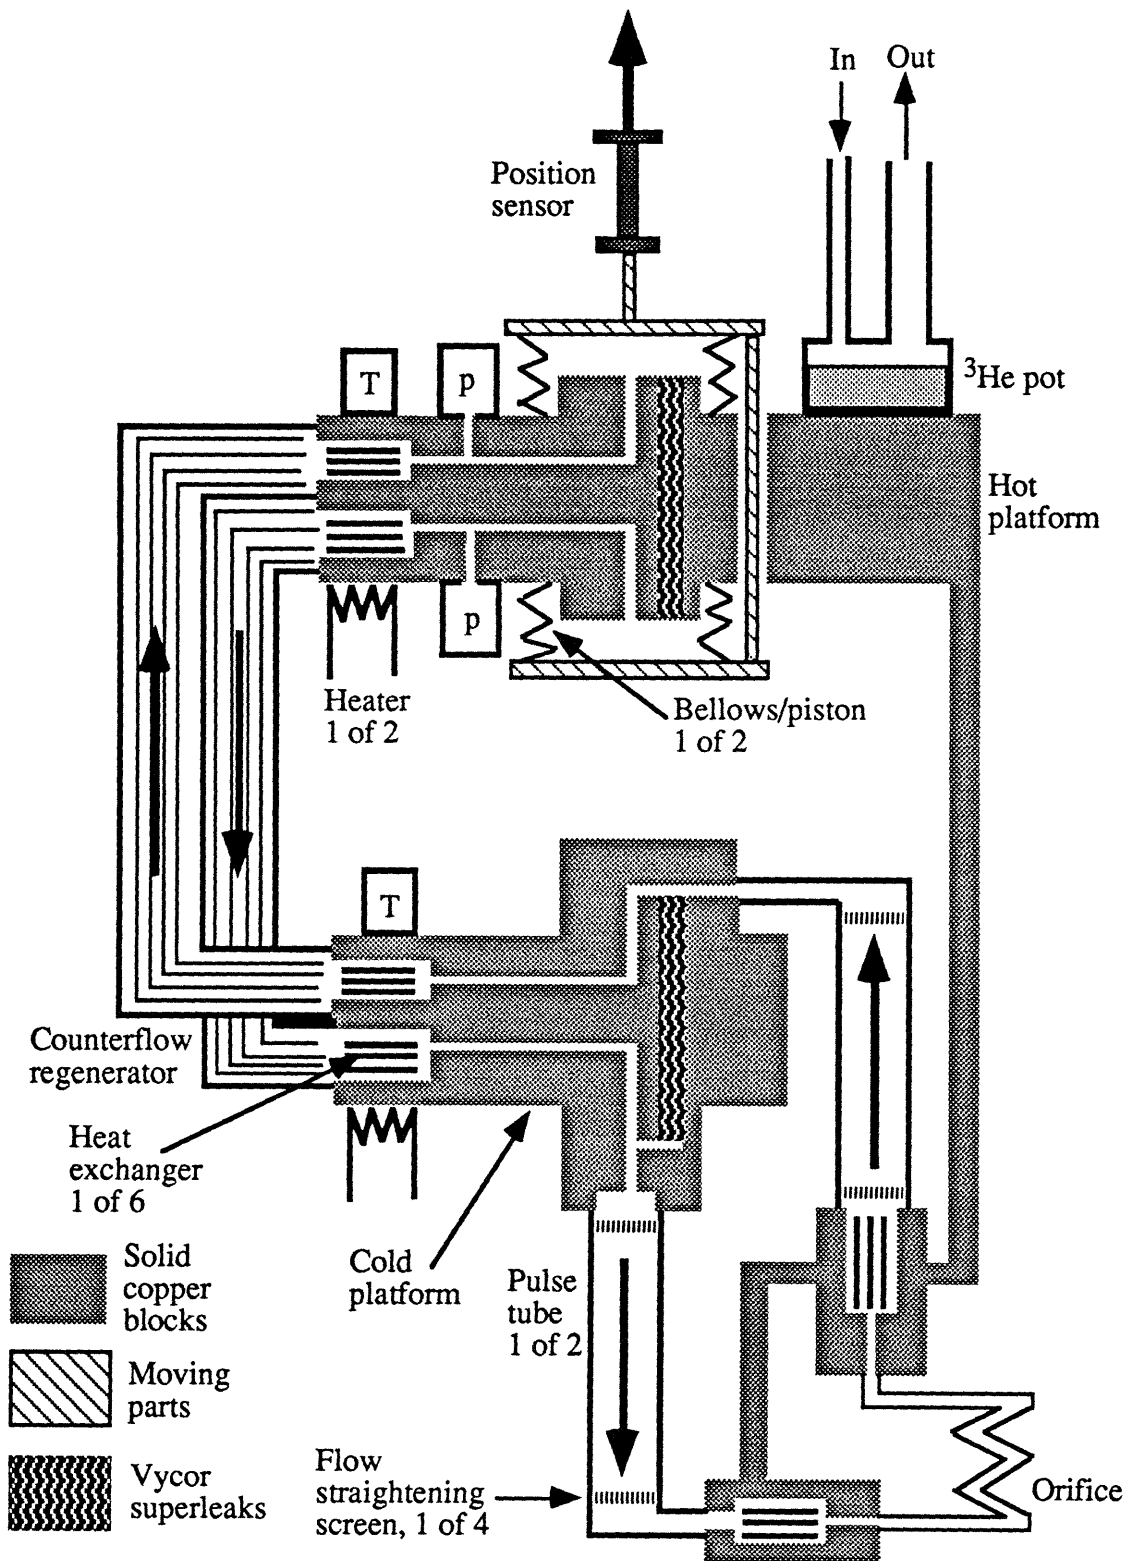 In Out
Position
sensor
T
p
³He pot
Hot
platform
p
Heater
1 of 2
Bellows/piston
1 of 2
T
Counterflow
regenerator
Heat
exchanger
1 of 6
Cold
platform
Pulse
tube
1 of 2
Solid
copper
blocks
Moving
parts
Vycor
superleaks
Flow
straightening
screen, 1 of 4
Orifice